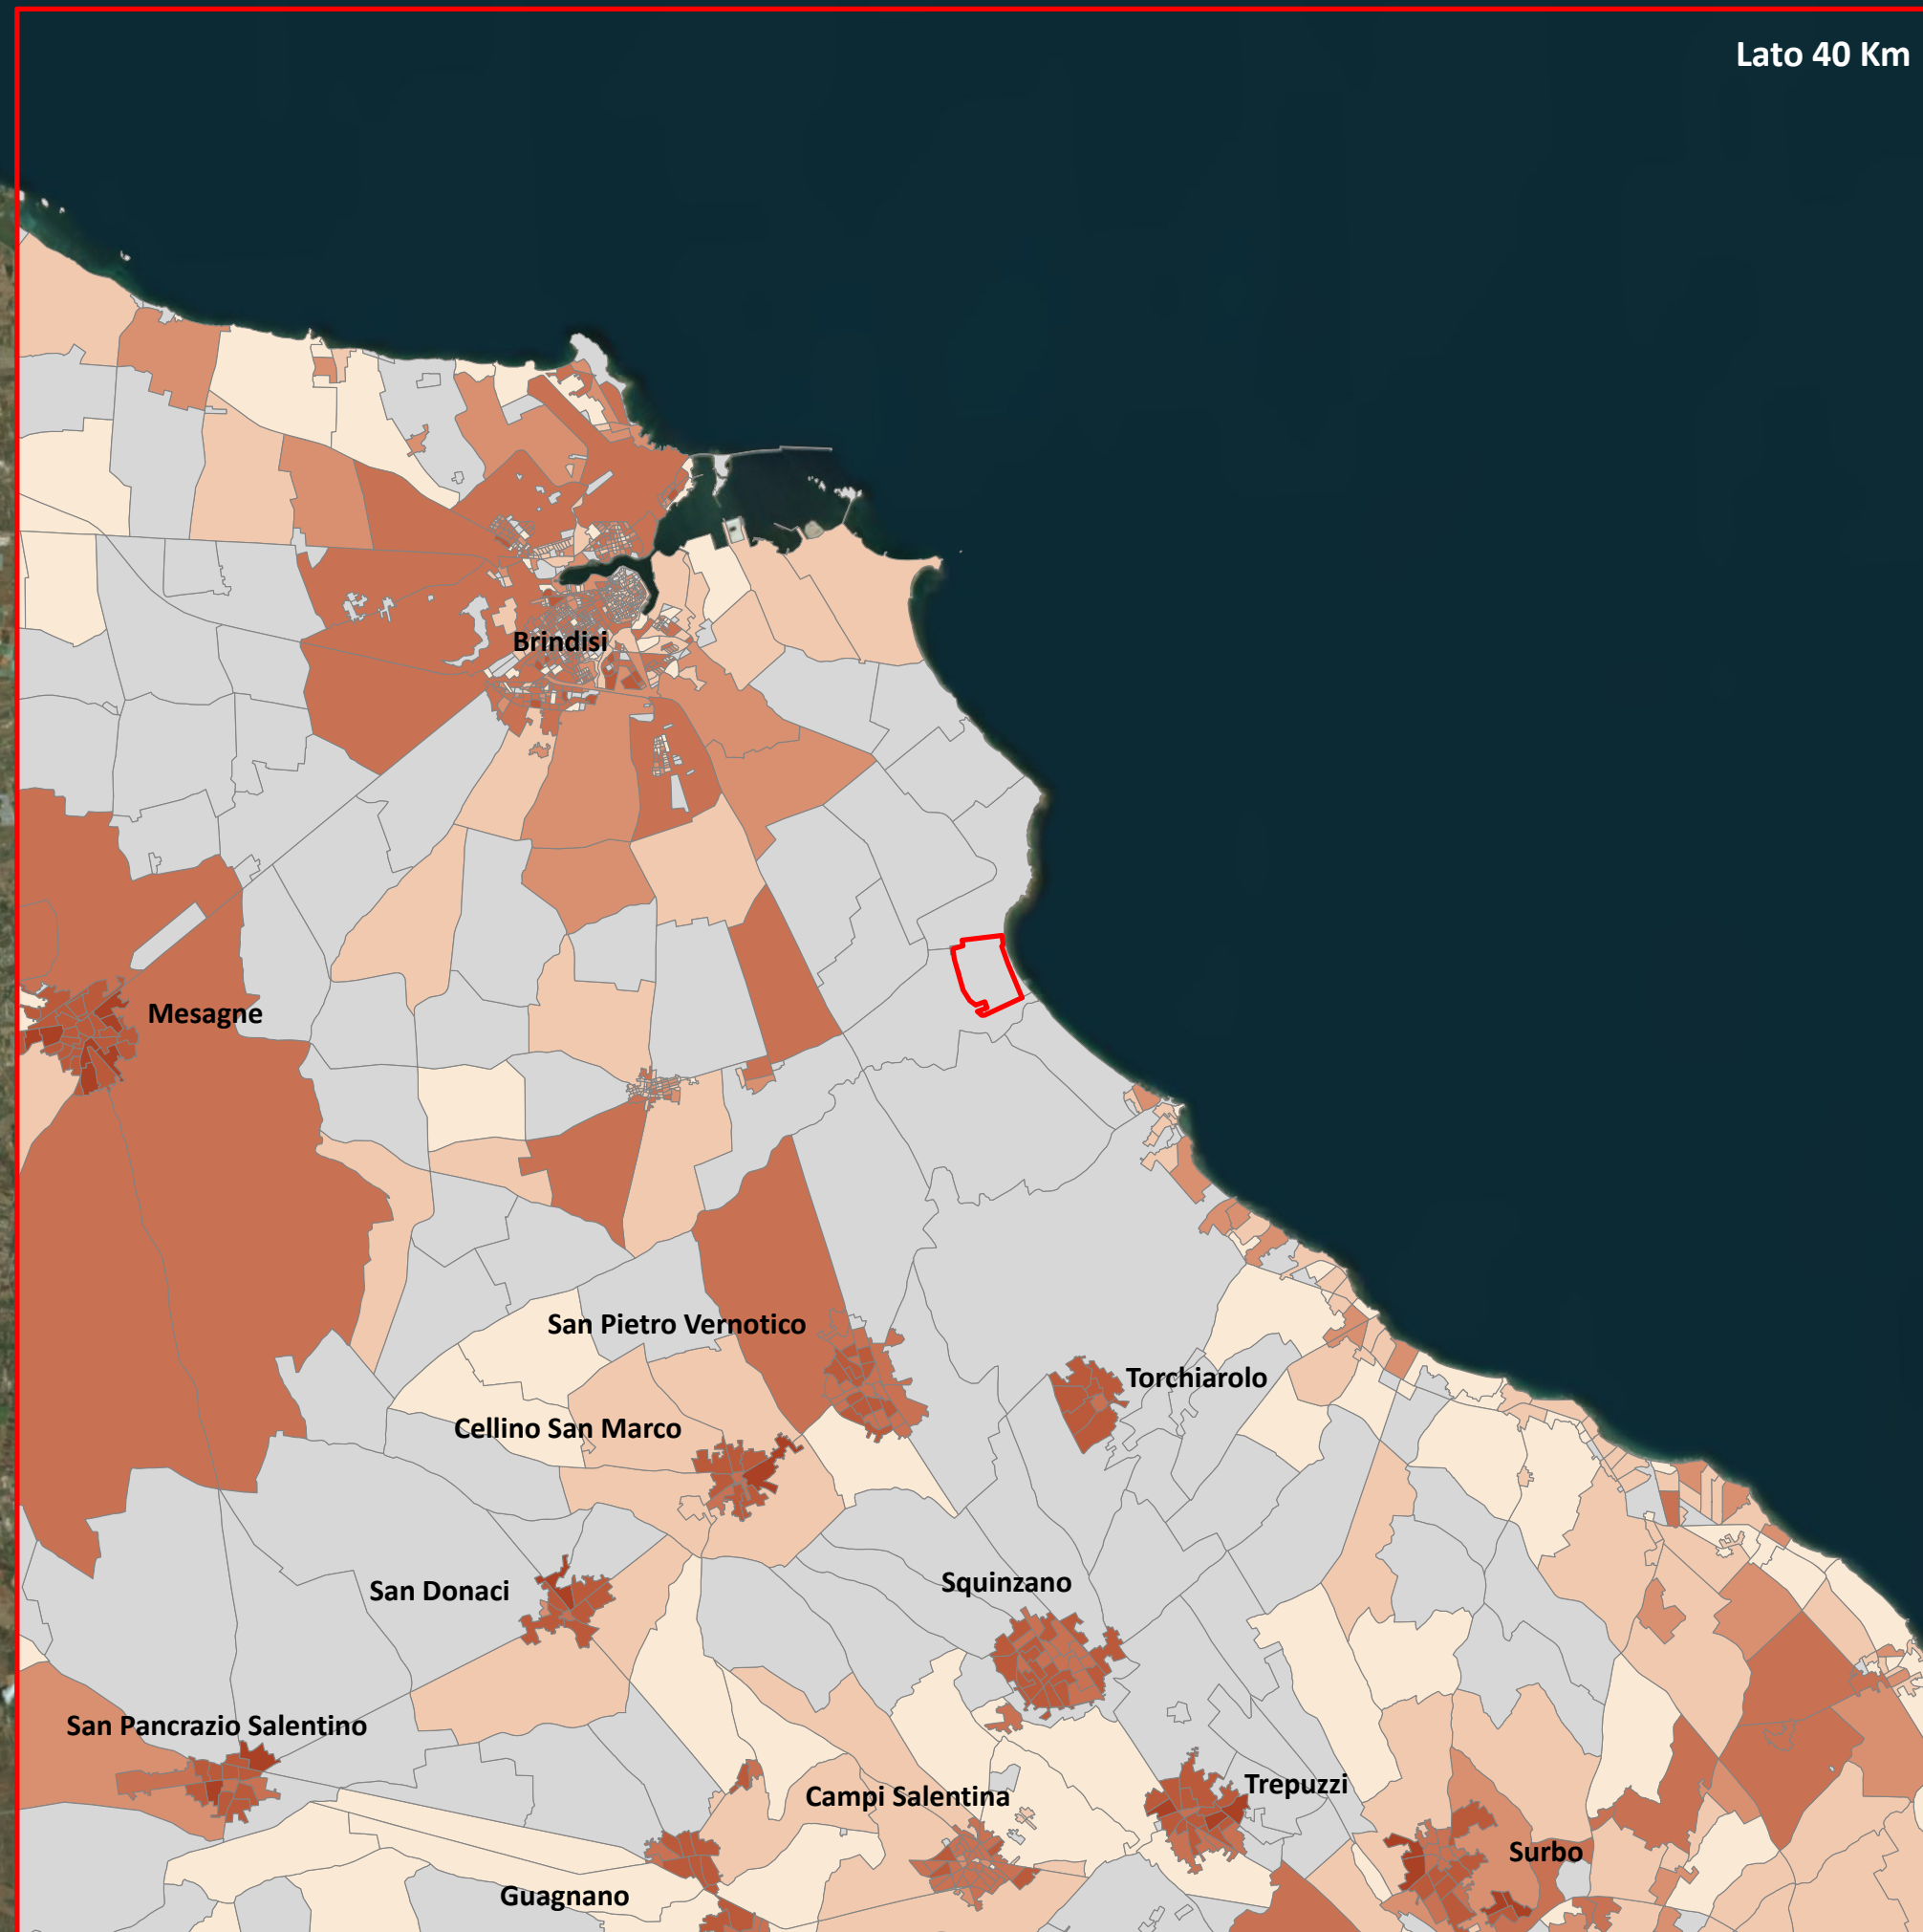 Lato 40 Km
Brindisi
Mesagne
San Pietro Vernotico
Torchiarolo
Cellino San Marco
San Donaci
Squinzano
San Pancrazio Salentino
Campi Salentina
Trepuzzi
Surbo
Guagnano